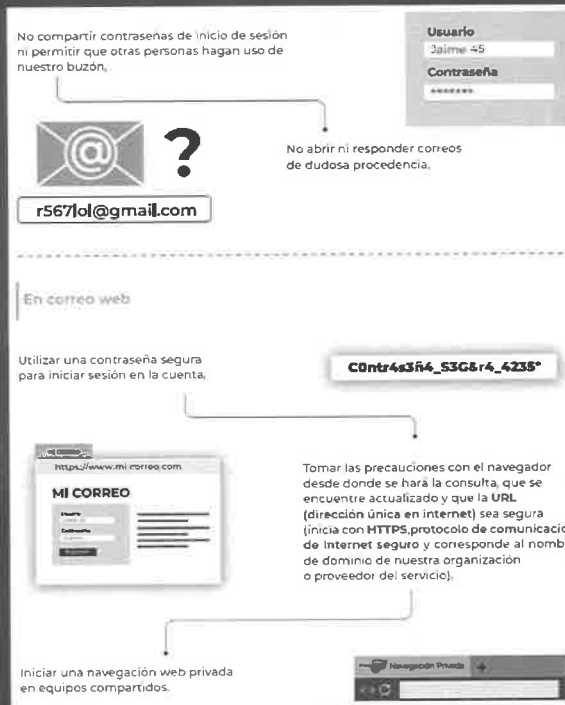 No compartir contraseñas de inicio de sesión
ni permitir que otras personas hagan uso de
nuestro buzón.
Usuario
Jaime 45
Contraseña
*******
No abrir ni responder correos
de dudosa procedencia.
?
r567lol@gmail.com
En correo web
Utilizar una contraseña segura
para iniciar sesión en la cuenta.
C0ntr4s3ñ4_S3G&r4_4235*
https://www.mi correo.com
MI CORREO
Usuario
Contraseña
Tomar las precauciones con el navegador
desde donde se hará la consulta, que se
encuentre actualizado y que la URL
(dirección única en internet) sea segura
(inicia con HTTPS,protocolo de comunicació
de Internet seguro y corresponde al nomb
de dominio de nuestra organización
o proveedor del servicio).
Iniciar una navegación web privada
en equipos compartidos.
Navegación Privada